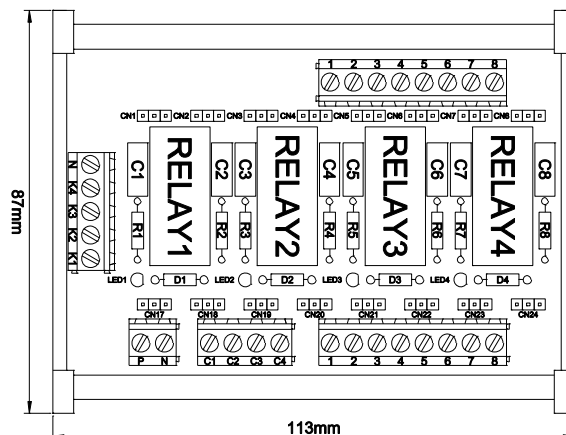 1 2 3 4 5 6 7 8
CN1 CN2 CN3 CN4 CN5 CN6 CN7 CN8
N
K4
K3
K2
K1
87mm
C1 RELAY1 C2 C3 RELAY2 C4 C5 RELAY3 C6 C7 RELAY4 C8
R1 R2 R3 R4 R5 R6 R7 R8
LED1 D1 LED2 D2 LED3 D3 LED4 D4
CN17 CN18 CN19 CN20 CN21 CN22 CN23 CN24
P N C1 C2 C3 C4 1 2 3 4 5 6 7 8
113mm